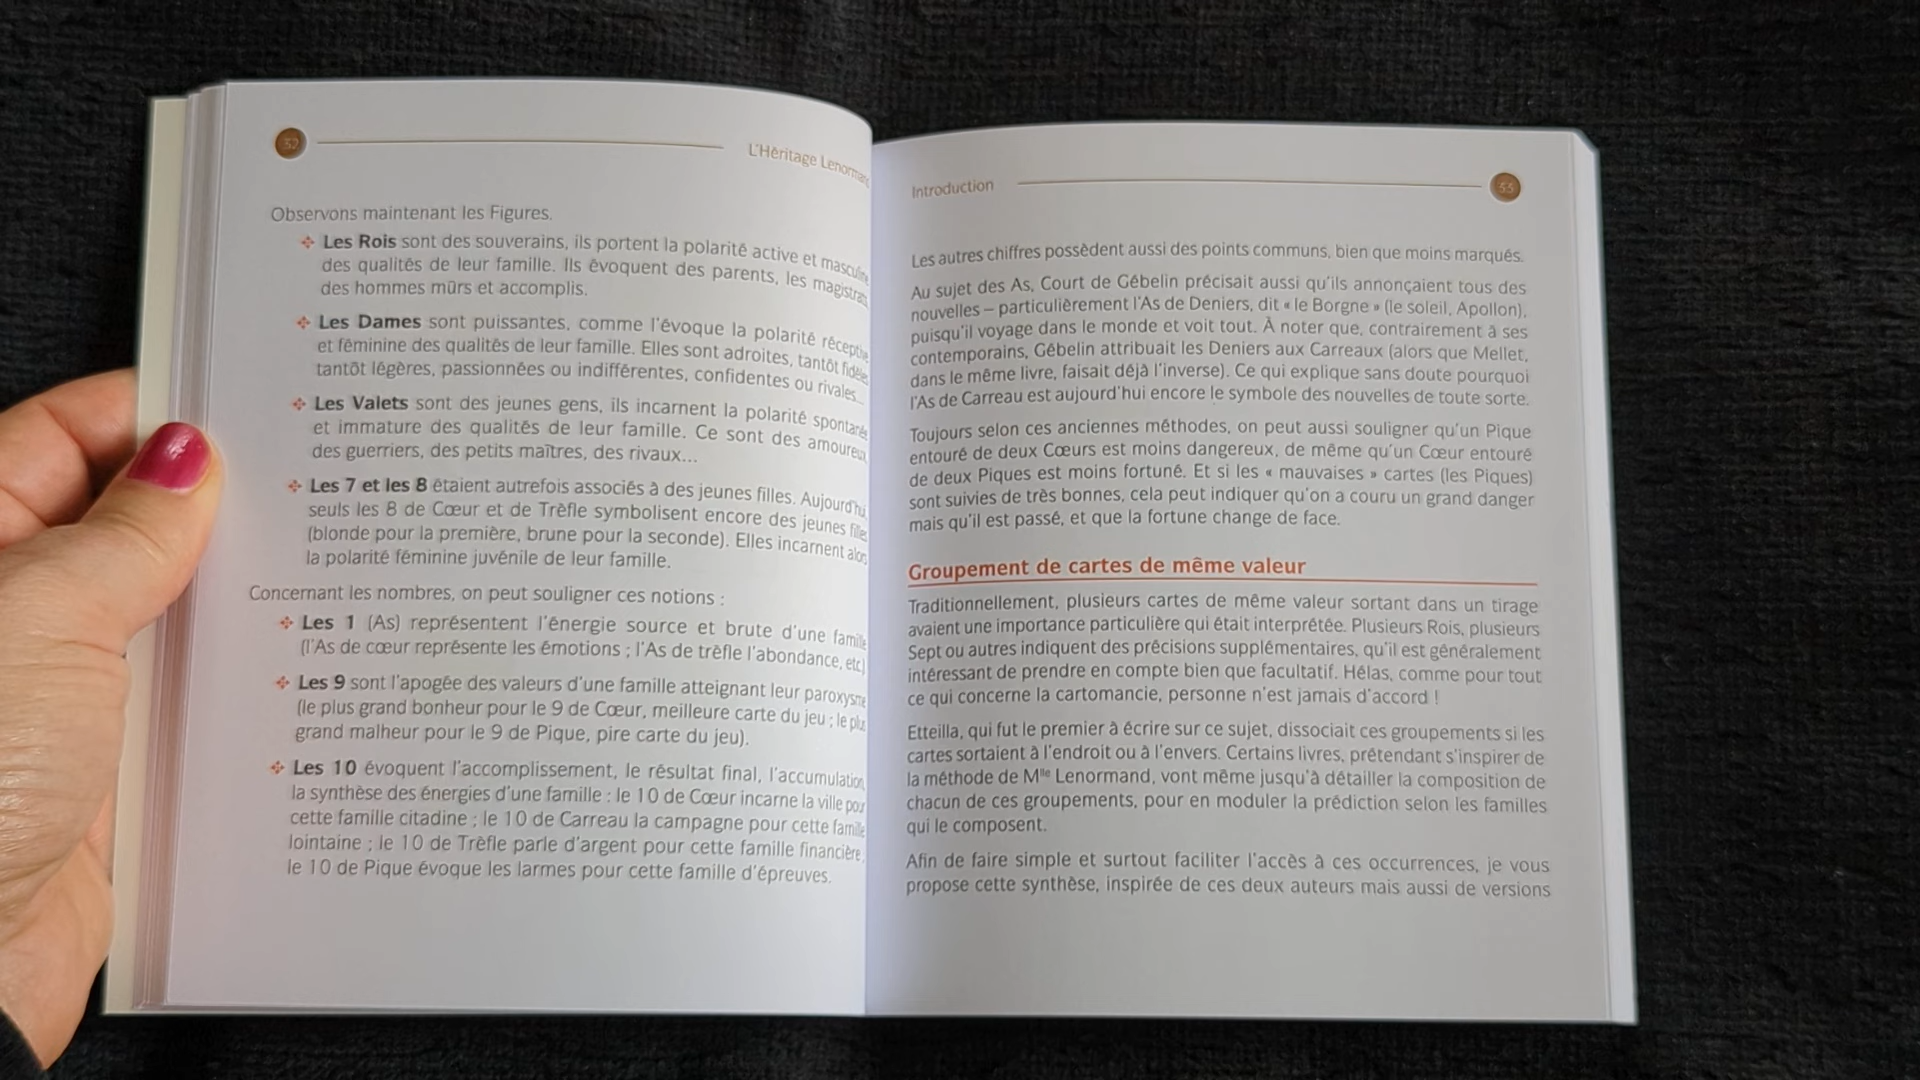 32
L'Héritage Lenormand
Observons maintenant les Figures.
Les Rois sont des souverains, ils portent la polarité active et masculine
des qualités de leur famille. Ils évoquent des parents, les magistrats,
des hommes mûrs et accomplis.
Les Dames sont puissantes, comme l'évoque la polarité réceptive
et féminine des qualités de leur famille. Elles sont adroites, tantôt fidèles
tantôt légères, passionnées ou indifférentes, confidentes ou rivales...
Les Valets sont des jeunes gens, ils incarnent la polarité spontanée
et immature des qualités de leur famille. Ce sont des amoureux,
des guerriers, des petits maîtres, des rivaux...
Les 7 et les 8 étaient autrefois associés à des jeunes filles. Aujourd'hui,
seuls les 8 de Cœur et de Trèfle symbolisent encore des jeunes filles
(blonde pour la première, brune pour la seconde). Elles incarnent alors
la polarité féminine juvénile de leur famille.
Concernant les nombres, on peut souligner ces notions :
Les 1 (As) représentent l'énergie source et brute d'une famille
(l'As de cœur représente les émotions ; l'As de trèfle l'abondance, etc)
Les 9 sont l'apogée des valeurs d'une famille atteignant leur paroxysme
(le plus grand bonheur pour le 9 de Cœur, meilleure carte du jeu ; le plus
grand malheur pour le 9 de Pique, pire carte du jeu).
Les 10 évoquent l'accomplissement, le résultat final, l'accumulation,
la synthèse des énergies d'une famille : le 10 de Cœur incarne la ville pour
cette famille citadine ; le 10 de Carreau la campagne pour cette famille
lointaine ; le 10 de Trèfle parle d'argent pour cette famille financière ;
le 10 de Pique évoque les larmes pour cette famille d'épreuves.
Introduction
33
Les autres chiffres possèdent aussi des points communs, bien que moins marqués.
Au sujet des As, Court de Gébelin précisait aussi qu'ils annonçaient tous des
nouvelles – particulièrement l'As de Deniers, dit « le Borgne » (le soleil, Apollon),
puisqu'il voyage dans le monde et voit tout. À noter que, contrairement à ses
contemporains, Gébelin attribuait les Deniers aux Carreaux (alors que Mellet,
dans le même livre, faisait déjà l'inverse). Ce qui explique sans doute pourquoi
l'As de Carreau est aujourd'hui encore le symbole des nouvelles de toute sorte.
Toujours selon ces anciennes méthodes, on peut aussi souligner qu'un Pique
entouré de deux Cœurs est moins dangereux, de même qu'un Cœur entouré
de deux Piques est moins fortuné. Et si les « mauvaises » cartes (les Piques)
sont suivies de très bonnes, cela peut indiquer qu'on a couru un grand danger
mais qu'il est passé, et que la fortune change de face.
Groupement de cartes de même valeur
Traditionnellement, plusieurs cartes de même valeur sortant dans un tirage
avaient une importance particulière qui était interprétée. Plusieurs Rois, plusieurs
Sept ou autres indiquent des précisions supplémentaires, qu'il est généralement
intéressant de prendre en compte bien que facultatif. Hélas, comme pour tout
ce qui concerne la cartomancie, personne n'est jamais d'accord !
Etteilla, qui fut le premier à écrire sur ce sujet, dissociait ces groupements si les
cartes sortaient à l'endroit ou à l'envers. Certains livres, prétendant s'inspirer de
la méthode de Mlle Lenormand, vont même jusqu'à détailler la composition de
chacun de ces groupements, pour en moduler la prédiction selon les familles
qui le composent.
Afin de faire simple et surtout faciliter l'accès à ces occurrences, je vous
propose cette synthèse, inspirée de ces deux auteurs mais aussi de versions